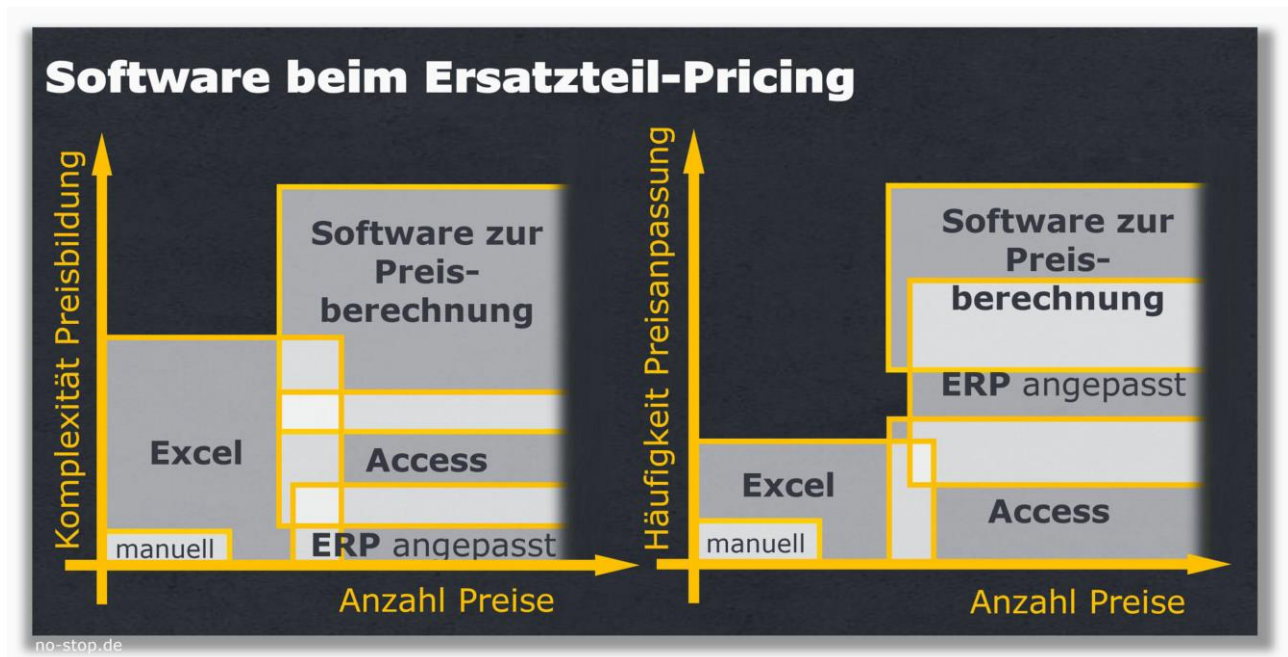 Software beim Ersatzteil-Pricing
Komplexität Preisbildung
Software zur
Preis-
berechnung
Excel
Access
manuell
ERP angepasst
Anzahl Preise
Häufigkeit Preisanpassung
Software zur
Preis-
berechnung
ERP angepasst
Excel
Access
manuell
Anzahl Preise
no-stop.de